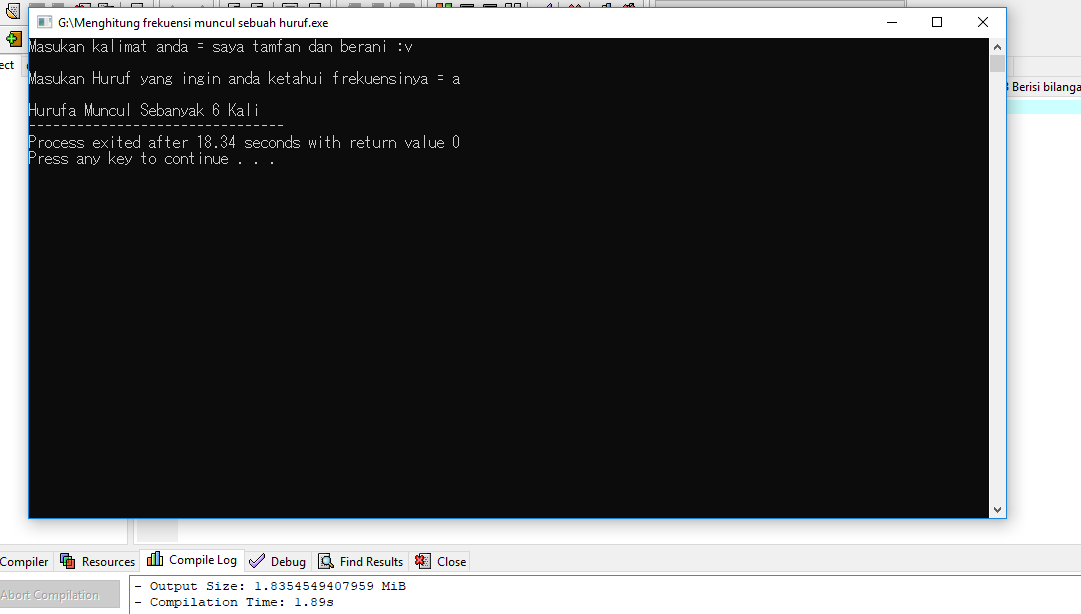 G:\Menghitung frekuensi muncul sebuah huruf.exe
Masukan kalimat anda = saya tamfan dan berani :v
ect
Masukan Huruf yang ingin anda ketahui frekuensinya = a
Berisi bilanga
Hurufa Muncul Sebanyak 6 Kali
--------------------------------
Process exited after 18.34 seconds with return value 0
Press any key to continue . . .
Compiler Resources Compile Log Debug Find Results Close
Abort Compilation
- Output Size: 1.8354549407959 MiB
- Compilation Time: 1.89s